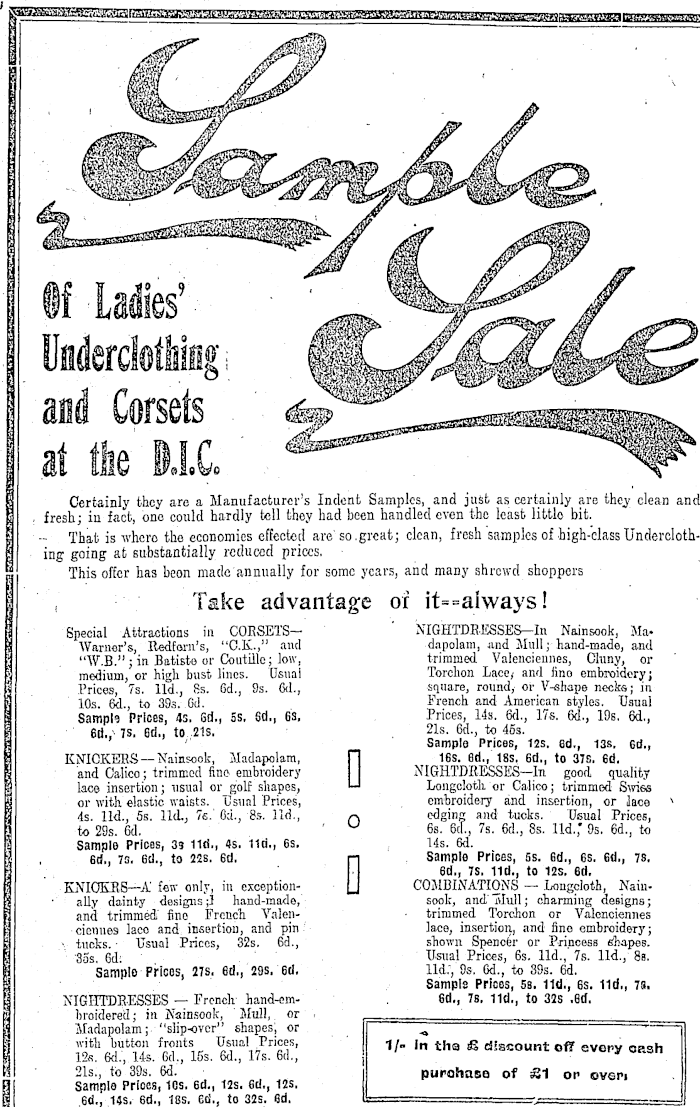 Sample
Sale
Of Ladies'
Underclothing
and Corsets
at the D.I.C.
Certainly they are a Manufacturer's Indent Samples, and just as certainly are they clean and
fresh; in fact, one could hardly tell they had been handled even the least little bit.
That is where the economies effected are so great; clean, fresh samples of high-class Undercloth-
ing going at substantially reduced prices.
This offer has been made annually for some years, and many shrewd shoppers
Take advantage of it--always!
Special Attractions in CORSETS—
Warner's, Redfern's, "C.K.," and
"W.B."; in Batiste or Coutille; low,
medium, or high bust lines. Usual
Prices, 7s. 11d., 8s. 6d., 9s. 6d.,
10s. 6d., to 39s. 6d.
Sample Prices, 4s. 6d., 5s. 6d., 6s.
6d., 7s. 6d., to 21s.
KNICKERS — Nainsook, Madapolam,
and Calico; trimmed fine embroidery
lace insertion; usual or golf shapes,
or with elastic waists. Usual Prices,
4s. 11d., 5s. 11d., 7s. 6d., 8s. 11d.,
to 29s. 6d.
Sample Prices, 3s 11d., 4s. 11d., 6s.
6d., 7s. 6d., to 22s. 6d.
KNICKRS—A few only, in exception-
ally dainty designs; hand-made,
and trimmed fine French Valen-
ciennes lace and insertion, and pin
tucks. Usual Prices, 32s. 6d.,
35s. 6d.
Sample Prices, 27s. 6d., 29s. 6d.
NIGHTDRESSES — French hand-em-
broidered; in Nainsook, Mull, or
Madapolam; "slip-over" shapes, or
with button fronts Usual Prices,
12s. 6d., 14s. 6d., 15s. 6d., 17s. 6d.,
21s., to 39s. 6d.
Sample Prices, 10s. 6d., 12s. 6d., 12s.
6d., 14s. 6d., 18s. 6d., to 32s. 6d.
NIGHTDRESSES—In Nainsook, Ma-
dapolam, and Mull; hand-made, and
trimmed Valenciennes, Cluny, or
Torchon Lace, and fine embroidery;
square, round, or V-shape necks; in
French and American styles. Usual
Prices, 14s. 6d., 17s. 6d., 19s. 6d.,
21s. 6d., to 45s.
Sample Prices, 12s. 6d., 13s. 6d.,
16s. 6d., 18s. 6d., to 37s. 6d.
NIGHTDRESSES—In good quality
Longcloth or Calico; trimmed Swiss
embroidery and insertion, or lace
edging and tucks. Usual Prices,
6s. 6d., 7s. 6d., 8s. 11d., 9s. 6d., to
14s. 6d.
Sample Prices, 5s. 6d., 6s. 6d., 7s.
6d., 7s. 11d., to 12s. 6d.
COMBINATIONS — Longcloth, Nain-
sook, and Mull; charming designs;
trimmed Torchon or Valenciennes
lace, insertion, and fine embroidery;
shown Spencer or Princess shapes.
Usual Prices, 6s. 11d., 7s. 11d., 8s.
11d., 9s. 6d., to 39s. 6d.
Sample Prices, 5s. 11d., 6s. 11d., 7s.
6d., 7s. 11d., to 32s .6d.
1/- in the £ discount off every cash
purchase of £1 or over.